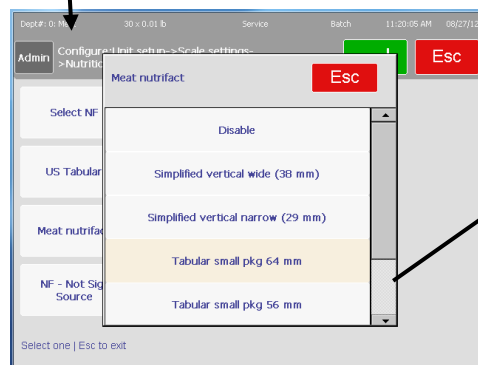 Dept#: 0: Me 30 x 0.01 lb Service Batch 11:20:05 AM 08/27/12
Admin Configure:Unit setup->Scale settings-
>Nutritio Esc
Meat nutrifact Esc
Select NF
Disable
US Tabular
Simplified vertical wide (38 mm)
Simplified vertical narrow (29 mm)
Meat nutrifac
Tabular small pkg 64 mm
NF - Not Sig
Source
Tabular small pkg 56 mm
Select one | Esc to exit